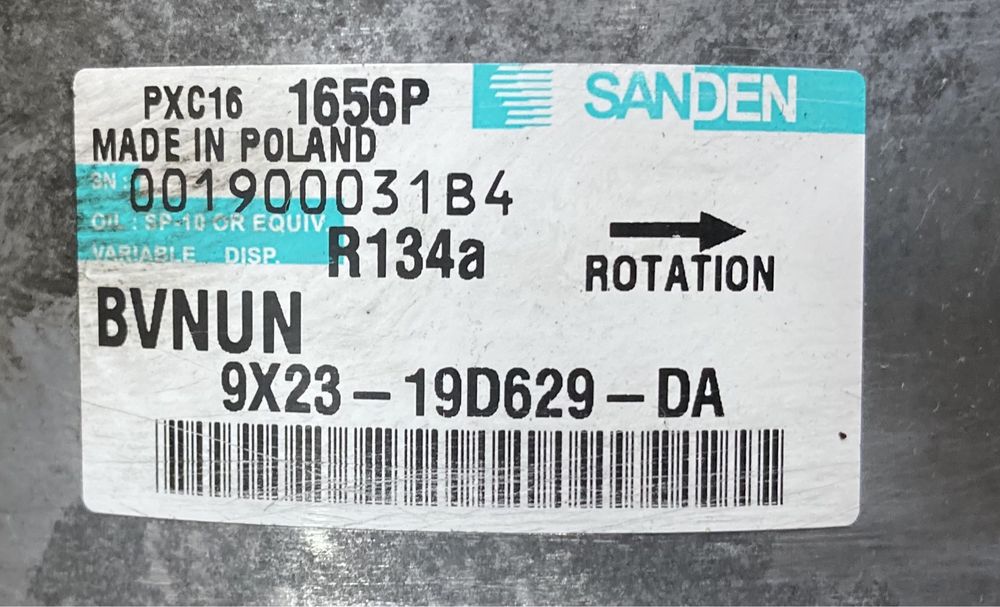 PXC16 1656P SANDEN
MADE IN POLAND
SN : 001900031B4
OIL : SP-10 OR EQUIV
VARIABLE DISP. R134a
ROTATION
BVNUN
9X23-19D629-DA